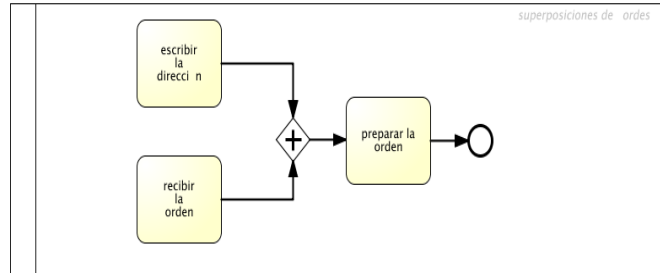 superposiciones de ordes
escribir
la
direcci n
preparar la
orden
recibir
la
orden